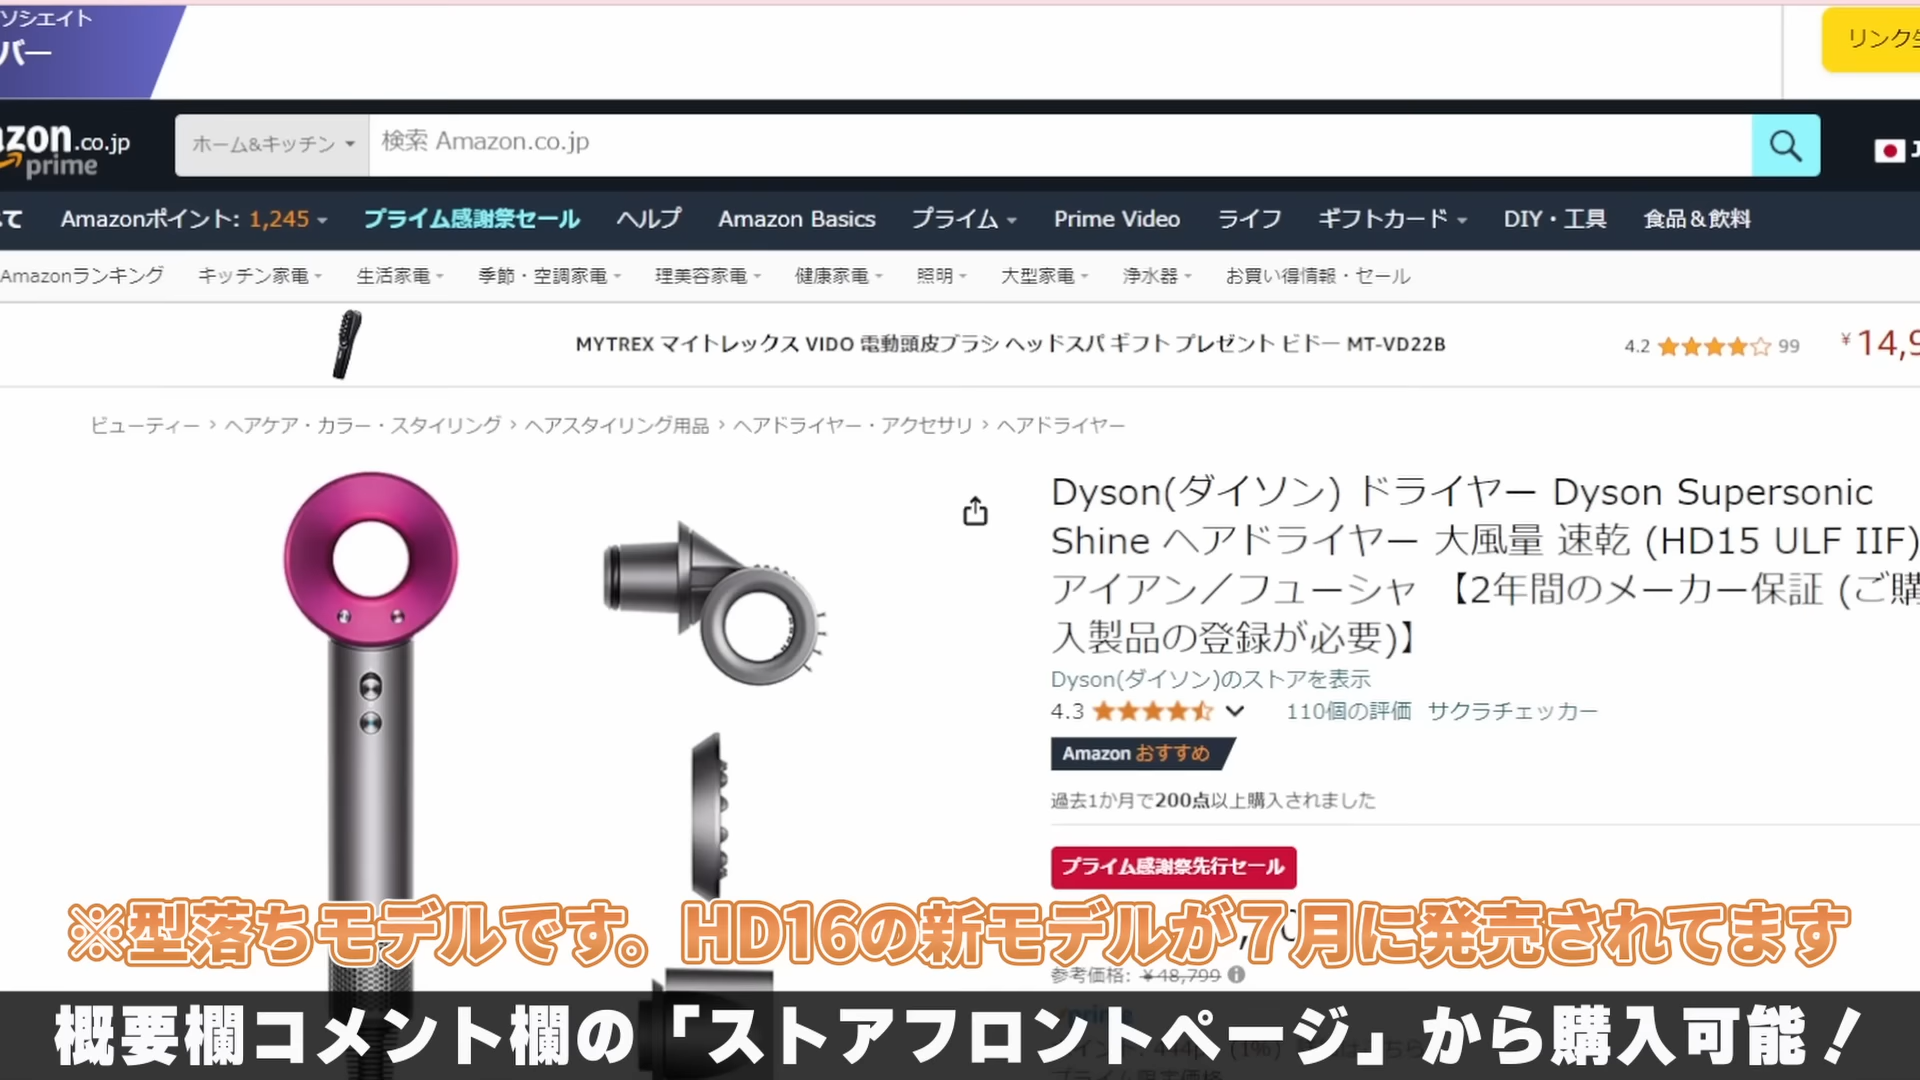 ソシエイト
バー
リンク
azon.co.jp
prime
ホーム&キッチン
検索 Amazon.co.jp
て
Amazonポイント: 1,245
プライム感謝祭セール
ヘルプ
Amazon Basics
プライム
Prime Video
ライフ
ギフトカード
DIY・工具
食品&飲料
Amazonランキング
キッチン家電
生活家電
季節・空調家電
理美容家電
健康家電
照明
大型家電
浄水器
お買い得情報・セール
MYTREX マイトレックス VIDO 電動頭皮ブラシ ヘッドスパ ギフト プレゼント ビドー MT-VD22B
4.2
99
¥14,9
ビューティー › ヘアケア・カラー・スタイリング › ヘアスタイリング用品 › ヘアドライヤー・アクセサリ › ヘアドライヤー
Dyson(ダイソン) ドライヤー Dyson Supersonic
Shine ヘアドライヤー 大風量 速乾 (HD15 ULF IIF)
アイアン/フューシャ 【2年間のメーカー保証 (ご購
入製品の登録が必要)】
Dyson(ダイソン)のストアを表示
4.3
110個の評価
サクラチェッカー
Amazon おすすめ
過去1か月で200点以上購入されました
プライム感謝祭先行セール
※型落ちモデルです。HD16の新モデルが7月に発売されてます
参考価格: ¥48,799
概要欄コメント欄の「ストアフロントページ」から購入可能!